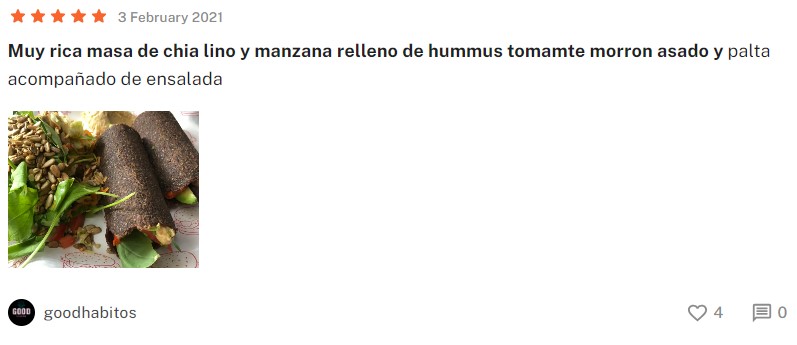 3 February 2021
Muy rica masa de chia lino y manzana relleno de hummus tomamte morron asado y palta
acompañado de ensalada
GOOD
goodhabitos
4
0